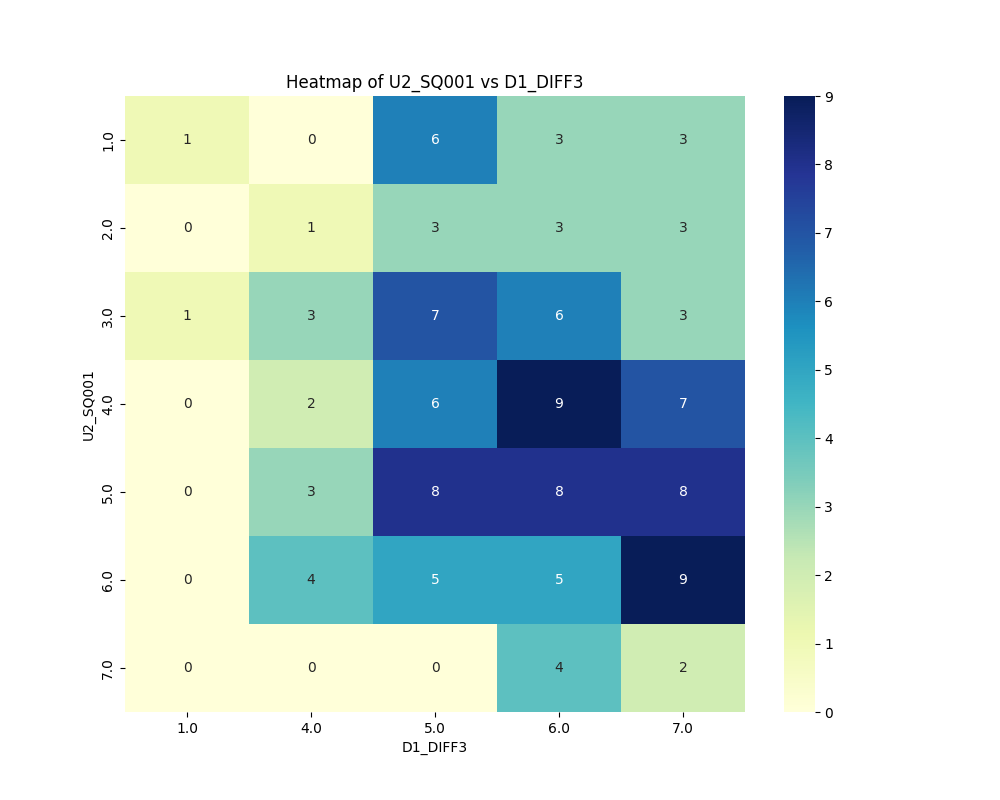 Heatmap of U2_SQ001 vs D1_DIFF3
9
1.0 1 0 6 3 3
8
2.0 0 1 3 3 3
7
3.0 1 3 7 6 3
6
5
U2_SQ001
4.0 0 2 6 9 7
4
5.0 0 3 8 8 8
3
6.0 0 4 5 5 9
2
1
7.0 0 0 0 4 2
0
1.0 4.0 5.0 6.0 7.0
D1_DIFF3